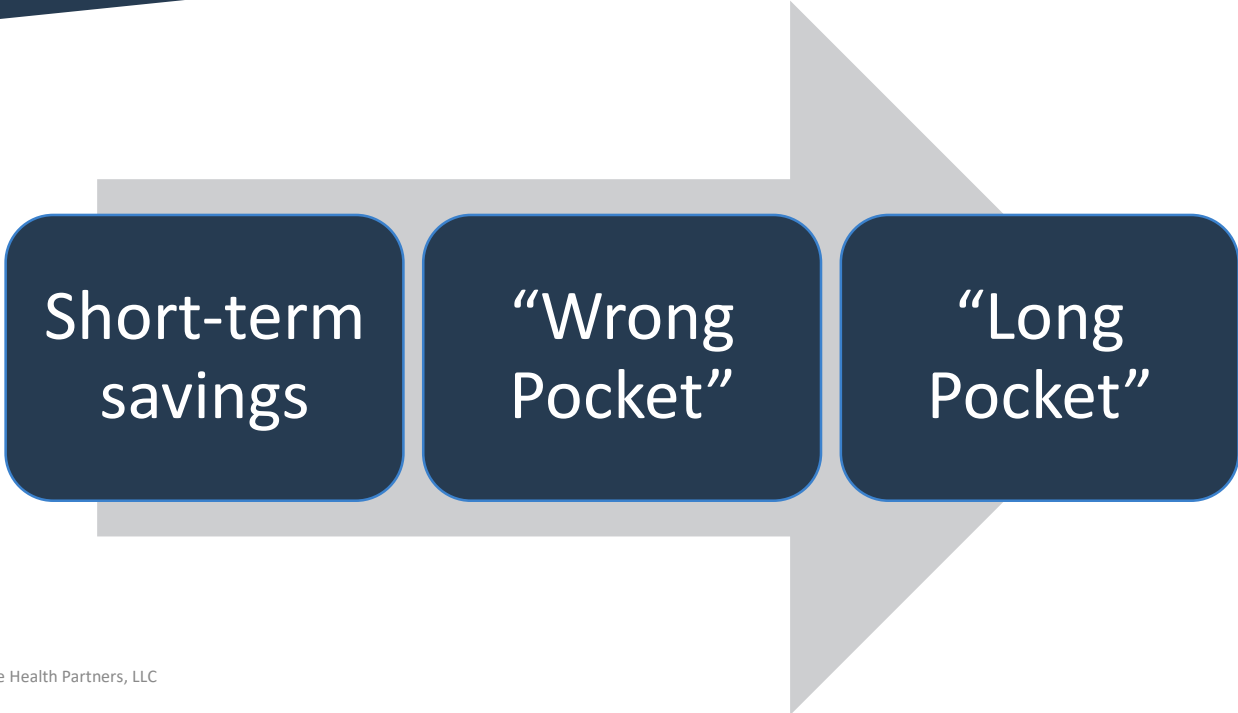 Short-term
savings
“Wrong
Pocket”
“Long
Pocket”
e Health Partners, LLC